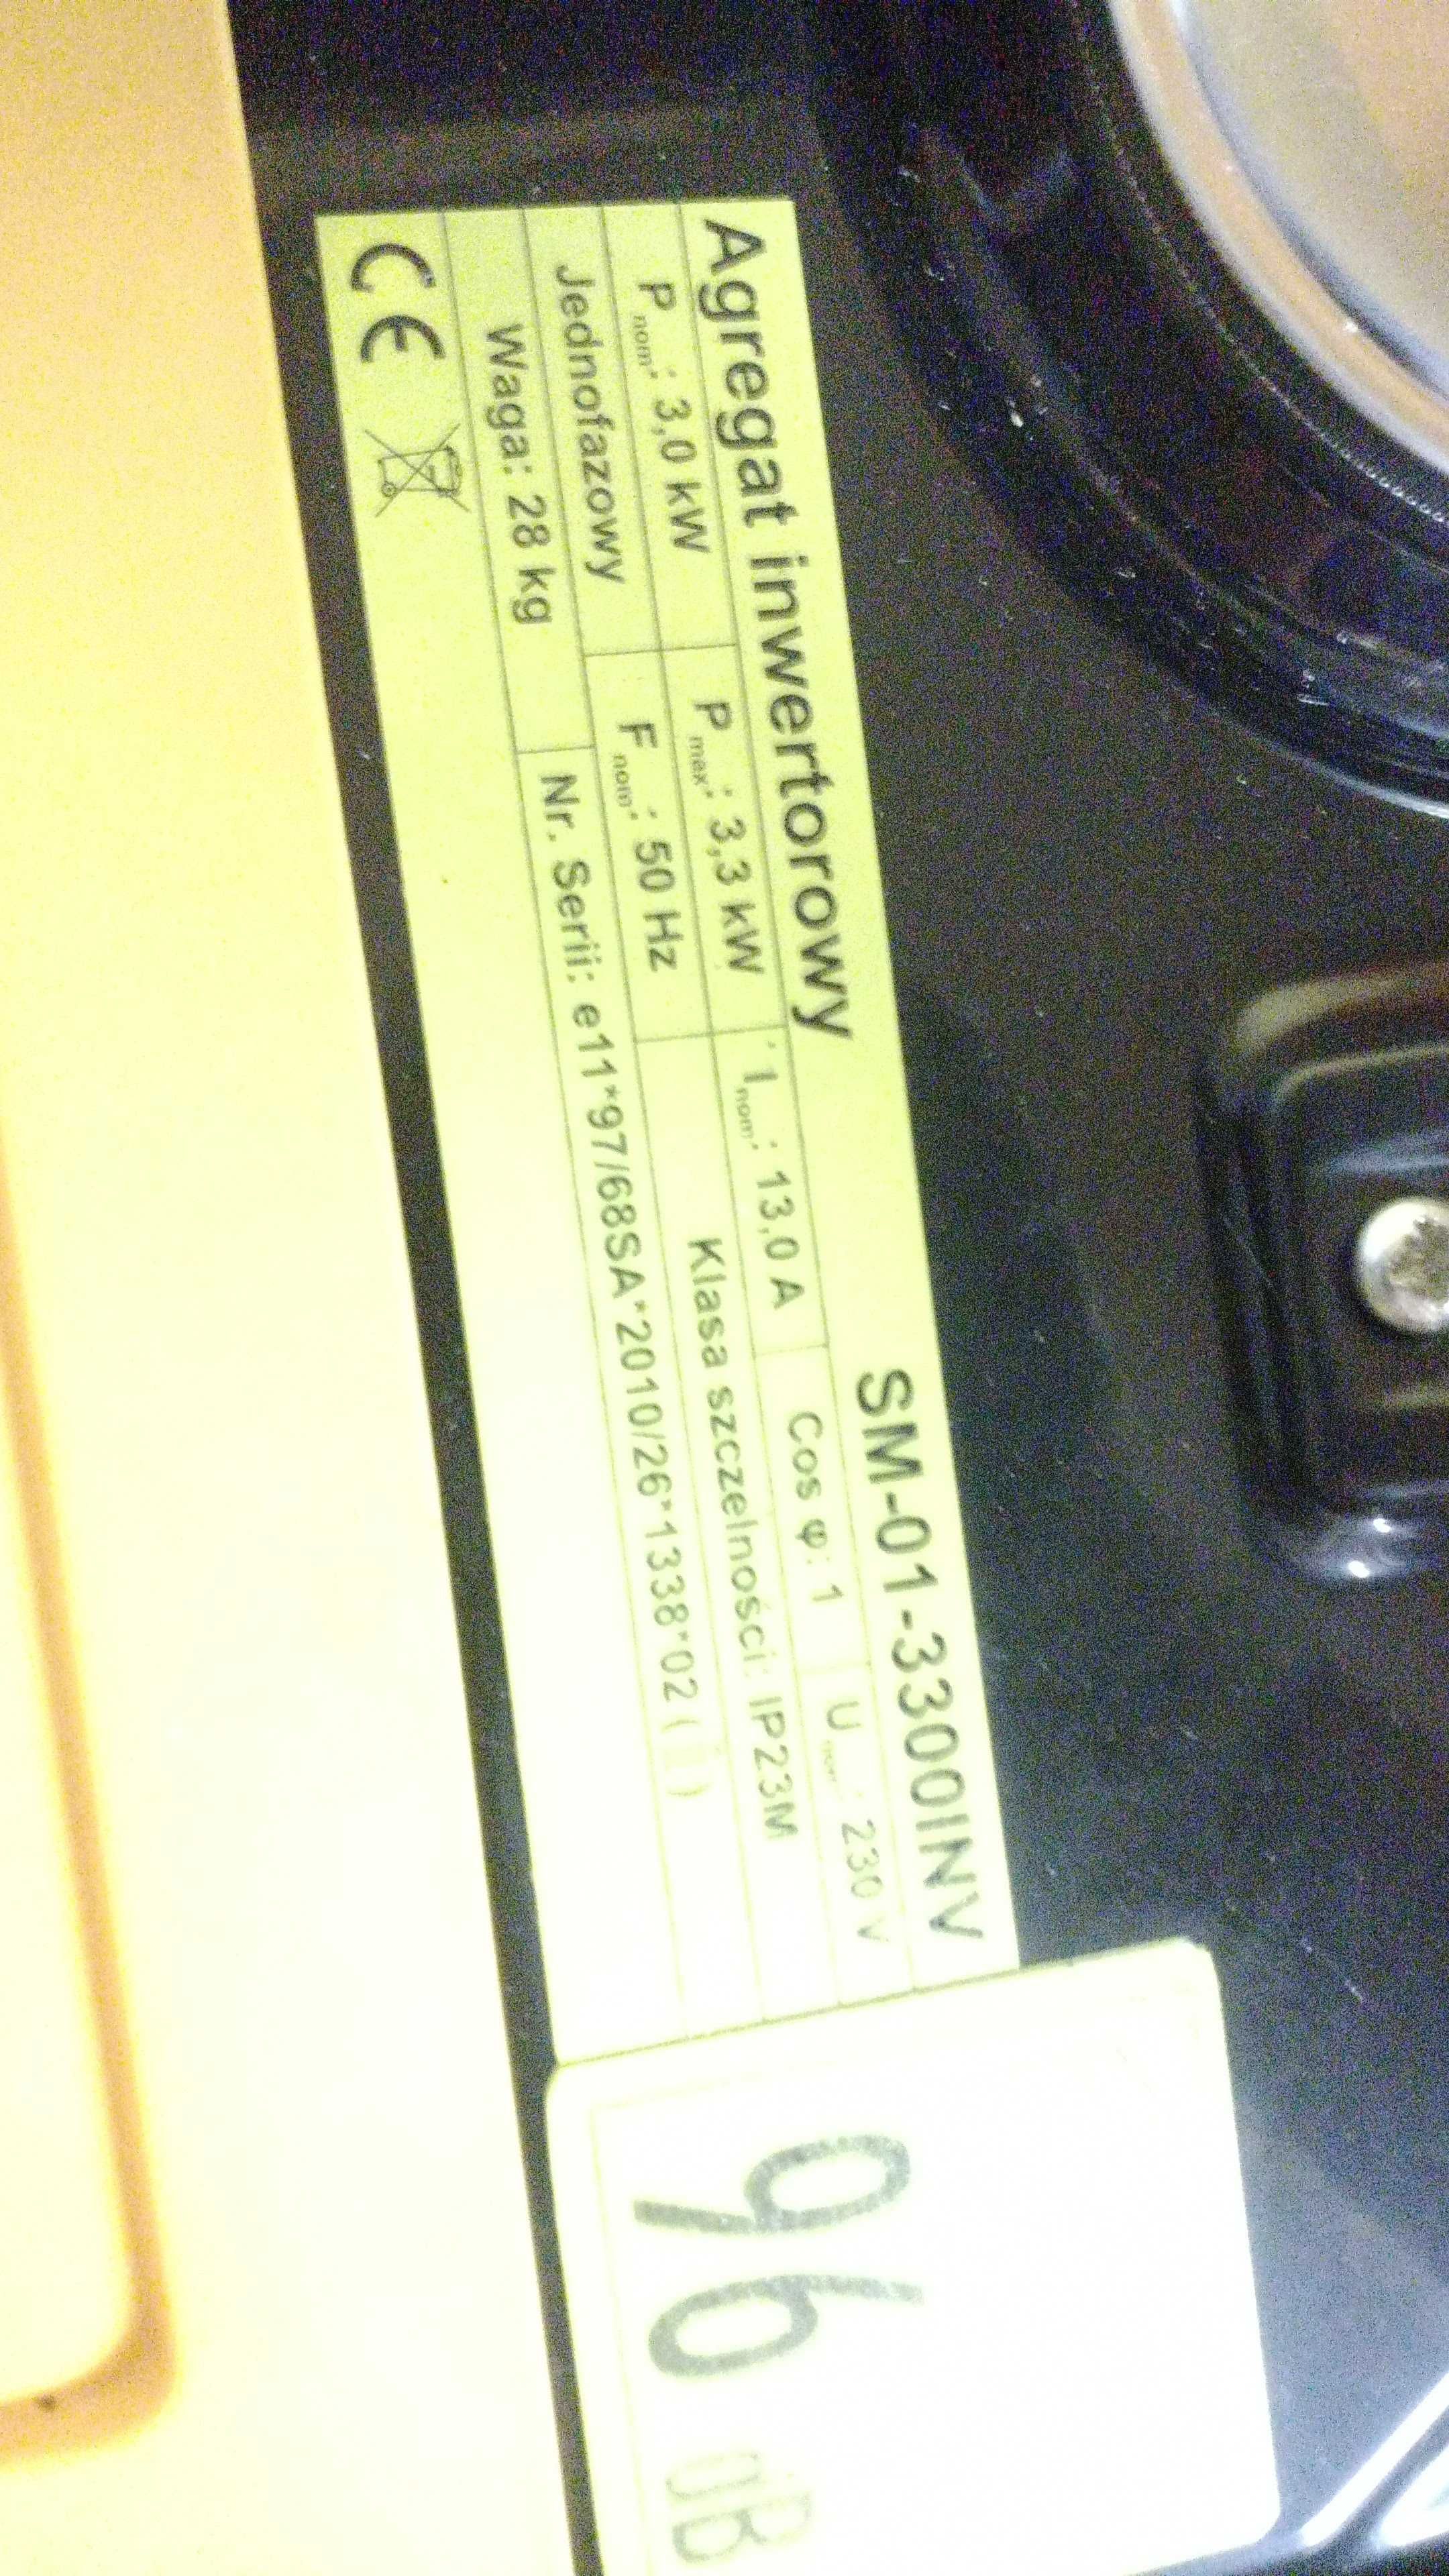 Agregat inwertorowy SM-01-3300INV
Pnom.: 3,0 kW Pmax.: 3,3 kW Inom.: 13,0 A Cos φ: 1 Unom.: 230 V
Jednofazowy Fnom.: 50 Hz Klasa szczelności: IP23M
Waga: 28 kg Nr. Serii: e11*97/68SA*2010/26*1338*02
CE
96 dB